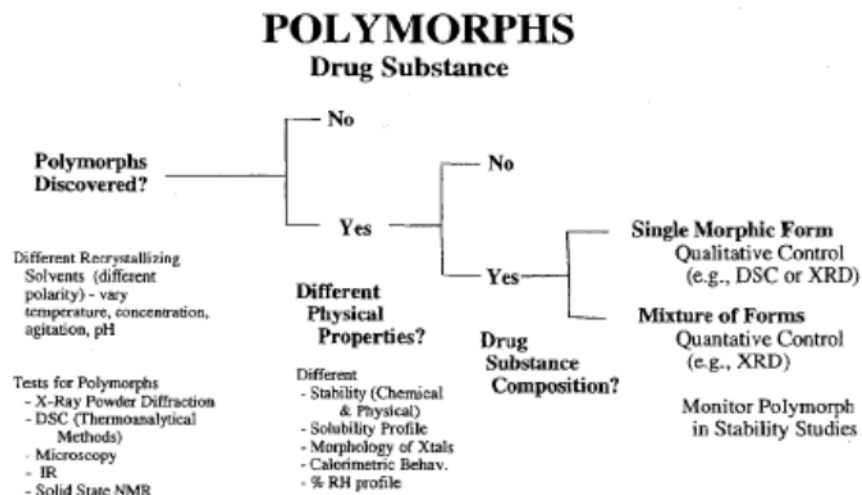 POLYMORPHS
Drug Substance
No
Polymorphs
Discovered?
No
Yes
Single Morphic Form
Qualitative Control
(e.g., DSC or XRD)
Yes
Different Recrystallizing
Solvents (different
polarity) - vary
temperature, concentration,
agitation, pH
Different
Physical
Properties?
Mixture of Forms
Quantative Control
(e.g., XRD)
Drug
Substance
Composition?
Tests for Polymorphs
- X-Ray Powder Diffraction
- DSC (Thermoanalytical
Methods)
- Microscopy
- IR
- Solid State NMR
Different
- Stability (Chemical
& Physical)
- Solubility Profile
- Morphology of Xtals
- Calorimetric Behav.
- % RH profile
Monitor Polymorph
in Stability Studies